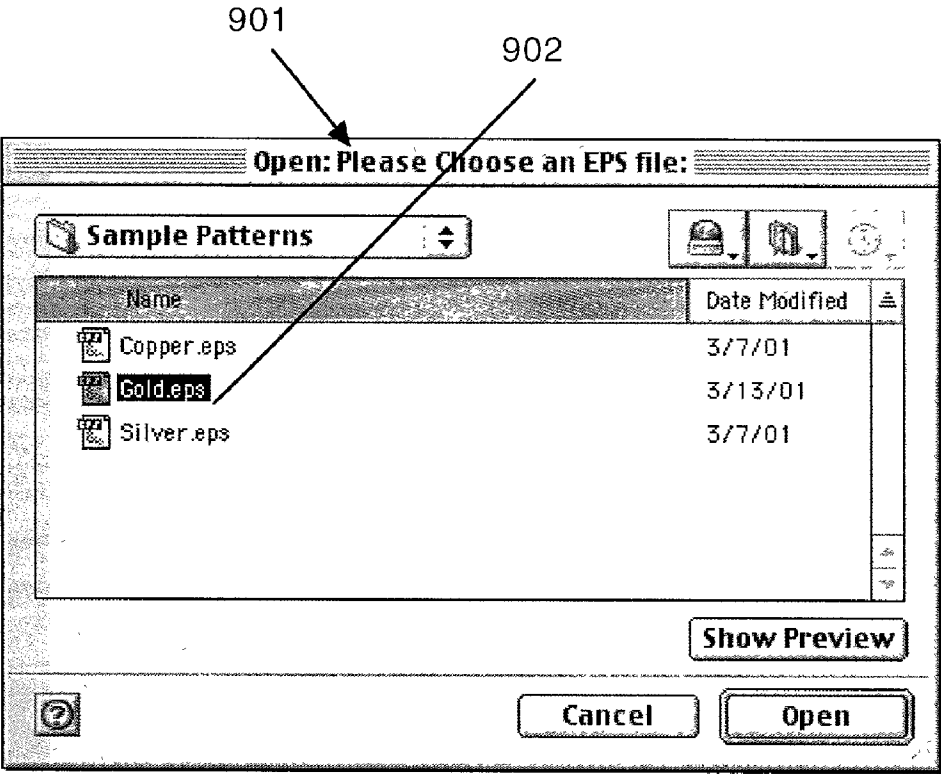 901
902
Open: Please Choose an EPS file:
Sample Patterns
Name Date Modified
Copper.eps 3/7/01
Gold.eps 3/13/01
Silver.eps 3/7/01
Show Preview
Cancel Open